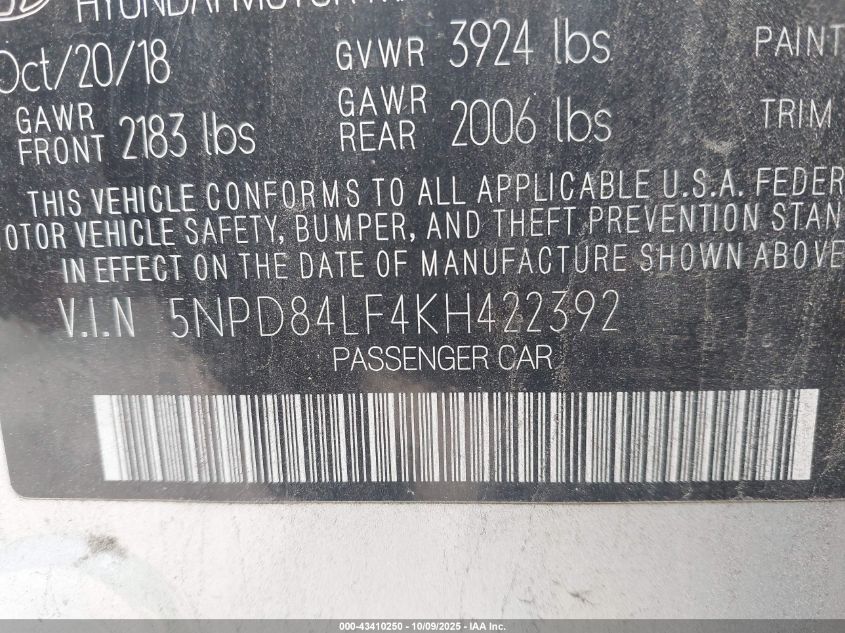 HYUNDAI MOTOR
Oct/20/18 GVWR 3924 lbs PAINT
GAWR FRONT 2183 lbs GAWR REAR 2006 lbs TRIM
THIS VEHICLE CONFORMS TO ALL APPLICABLE U.S.A. FEDER
OTOR VEHICLE SAFETY, BUMPER, AND THEFT PREVENTION STAN
IN EFFECT ON THE DATE OF MANUFACTURE SHOWN ABOVE
V.I.N 5NPD84LF4KH422392
PASSENGER CAR
000-43410250 - 10/09/2025 - IAA Inc.